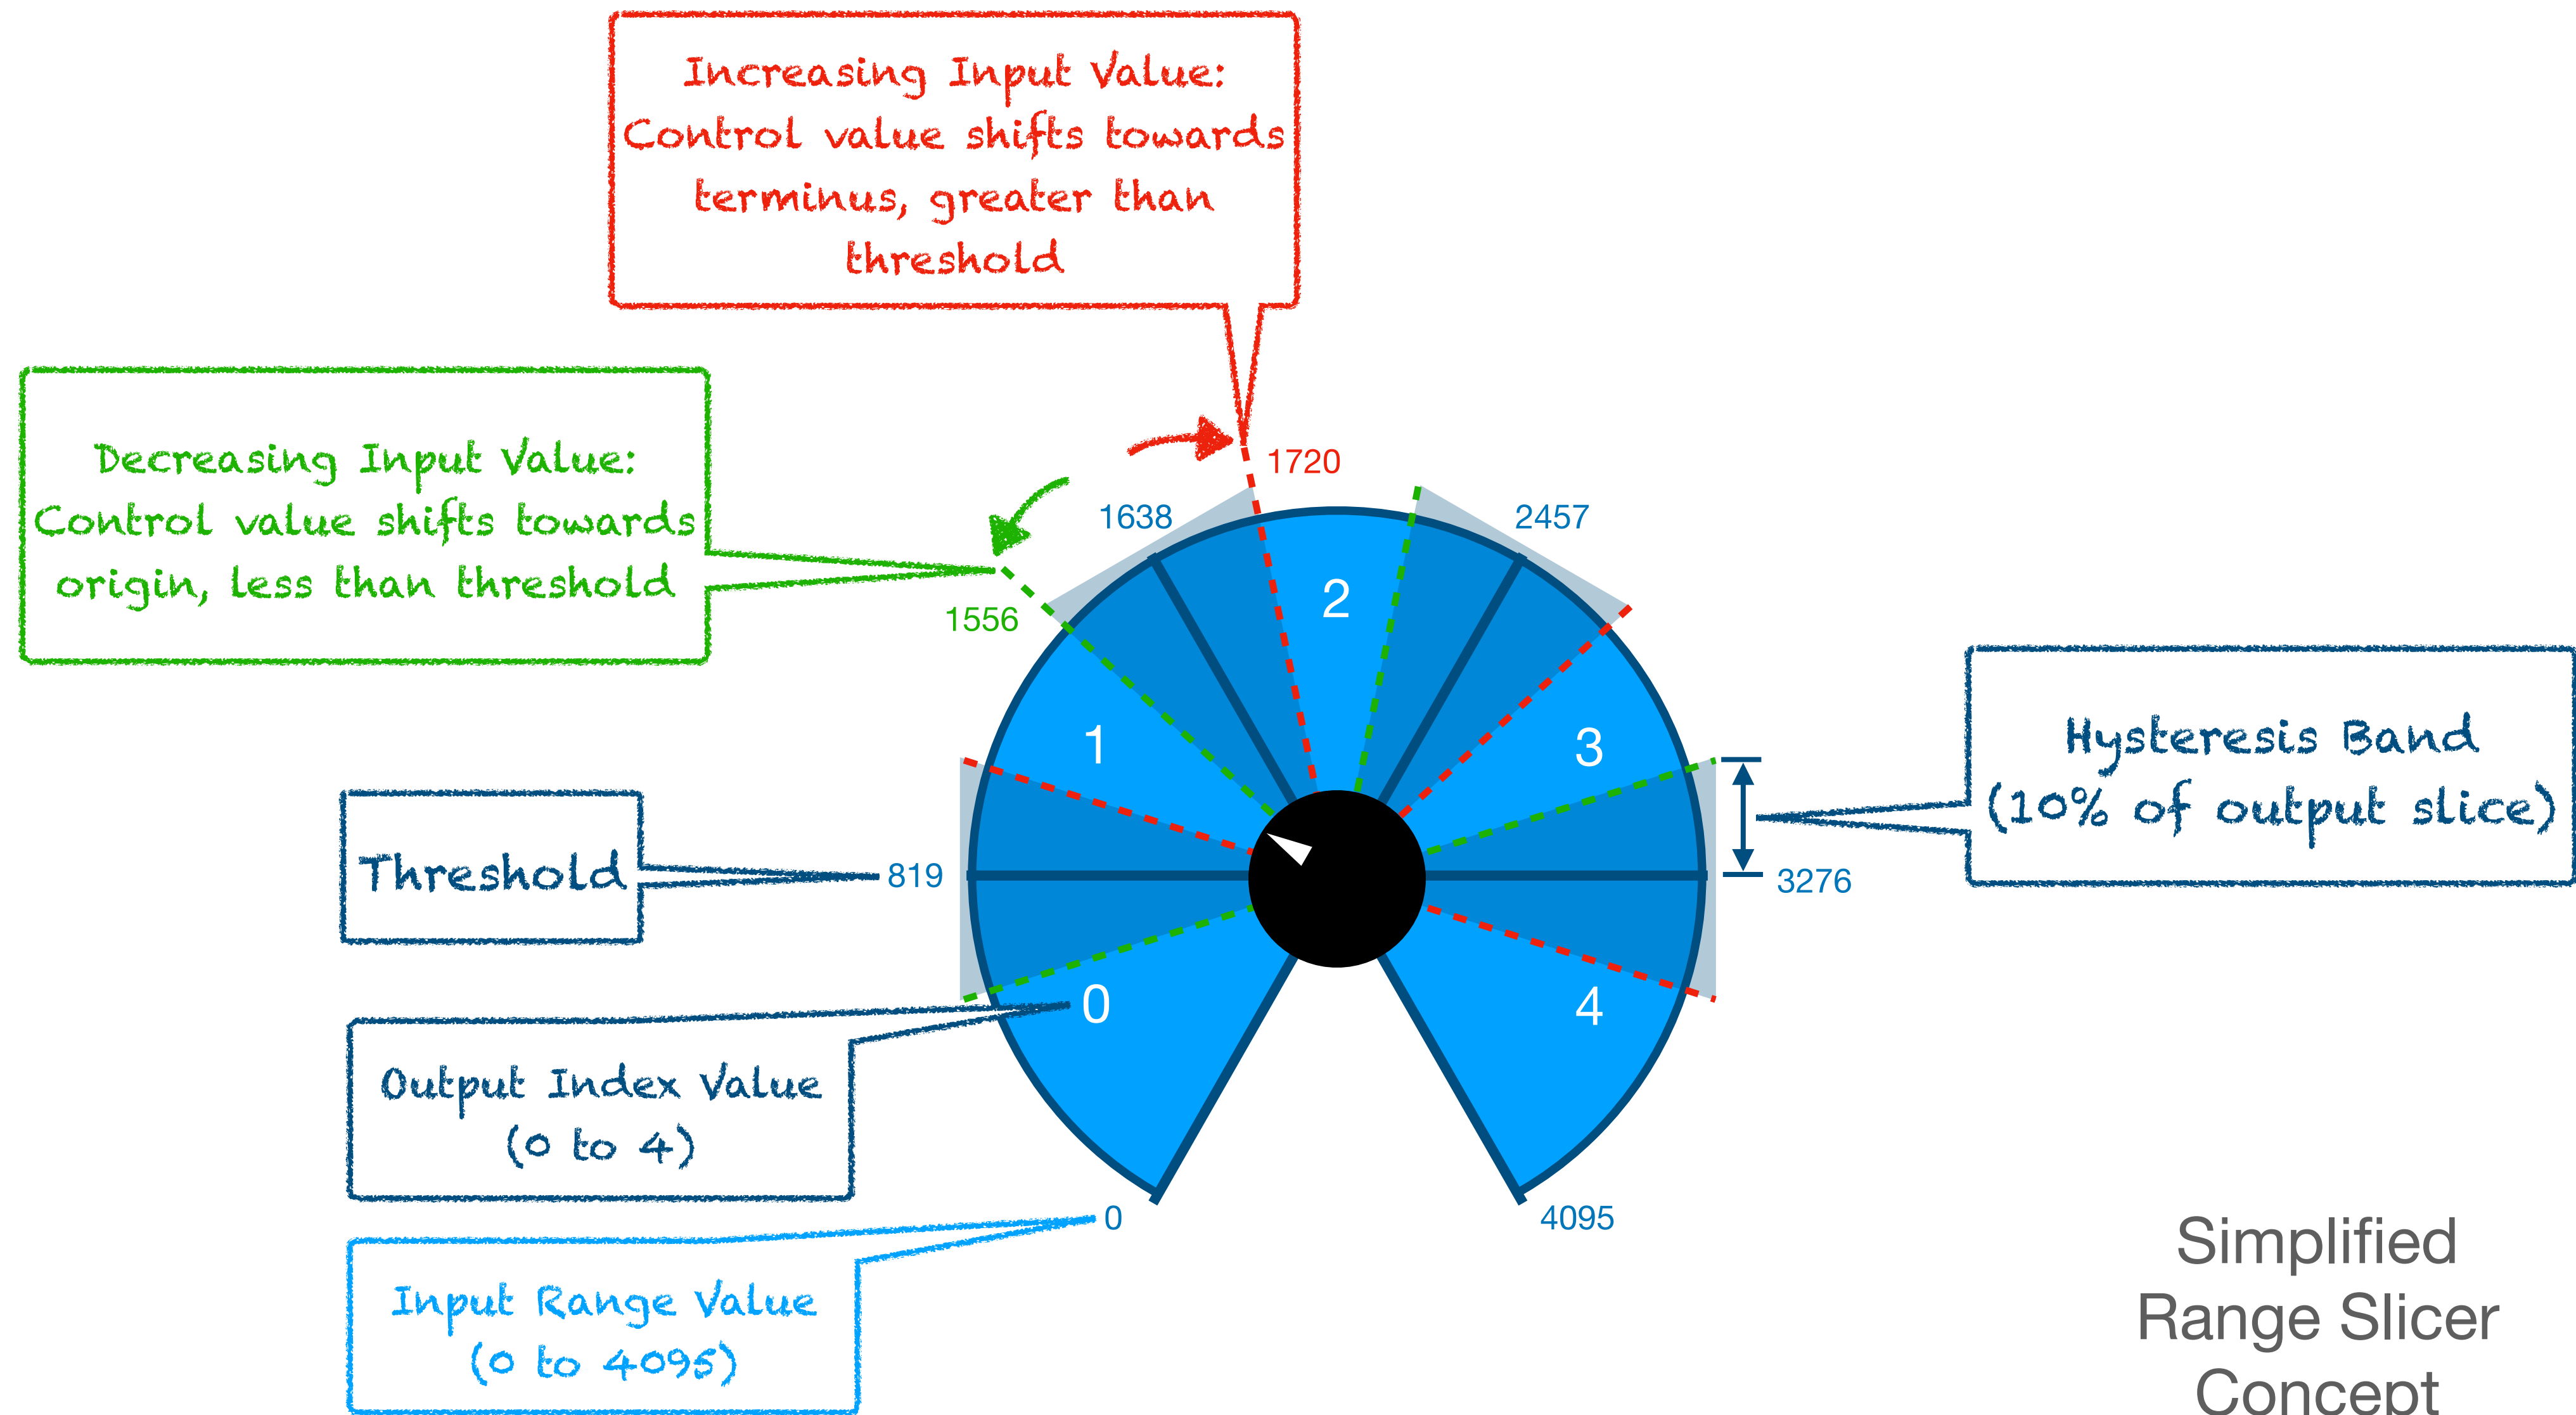 Increasing Input Value:
Control value shifts towards
terminus, greater than
threshold
Decreasing Input Value:
Control value shifts towards
origin, less than threshold
1720
1638
2457
1556
2
1
3
Hysteresis Band
(10% of output slice)
Threshold
819
3276
0
4
Output Index Value
(0 to 4)
0
4095
Input Range Value
(0 to 4095)
Simplified
Range Slicer
Concept